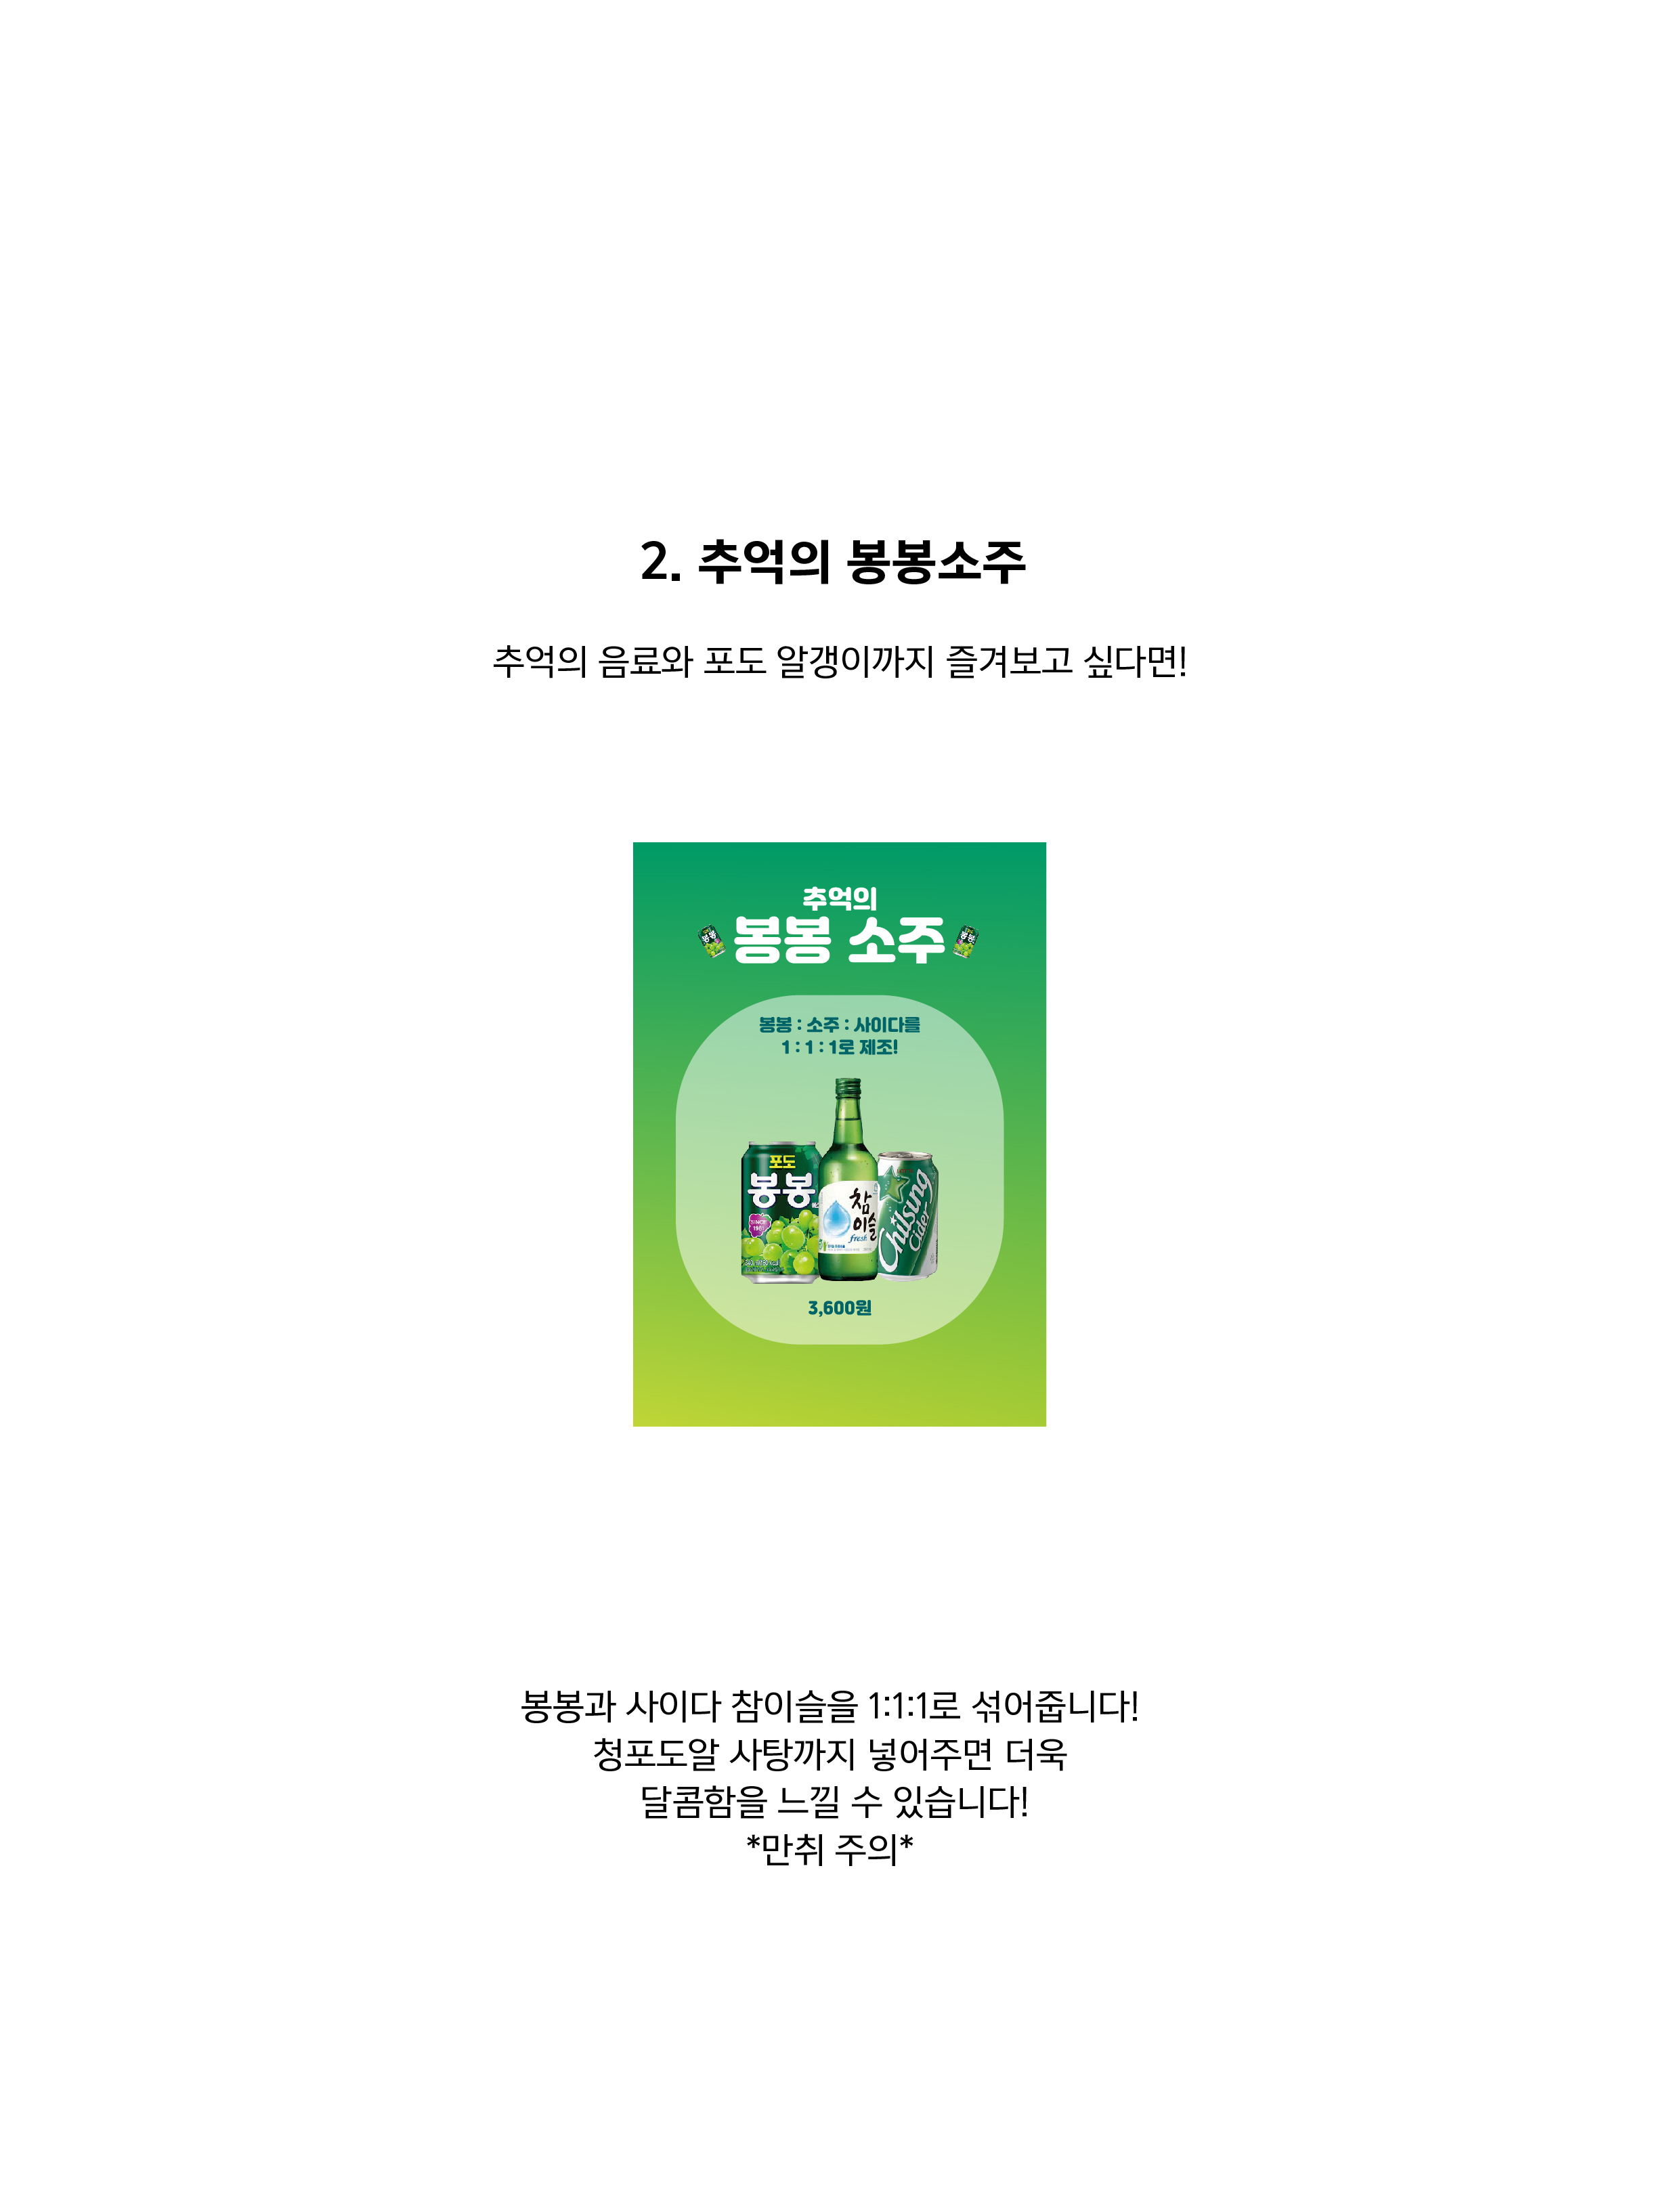 2. 추억의 봉봉소주
추억의 음료와 포도 알갱이까지 즐겨보고 싶다면!
추억의
봉봉 소주
봉봉 : 소주 : 사이다를
1 : 1 : 1로 제조!
포도
봉봉
SINCE
1981
참
이슬
fresh
Chilsung
Cider
3,600원
봉봉과 사이다 참이슬을 1:1:1로 섞어줍니다!
청포도알 사탕까지 넣어주면 더욱
달콤함을 느낄 수 있습니다!
*만취 주의*